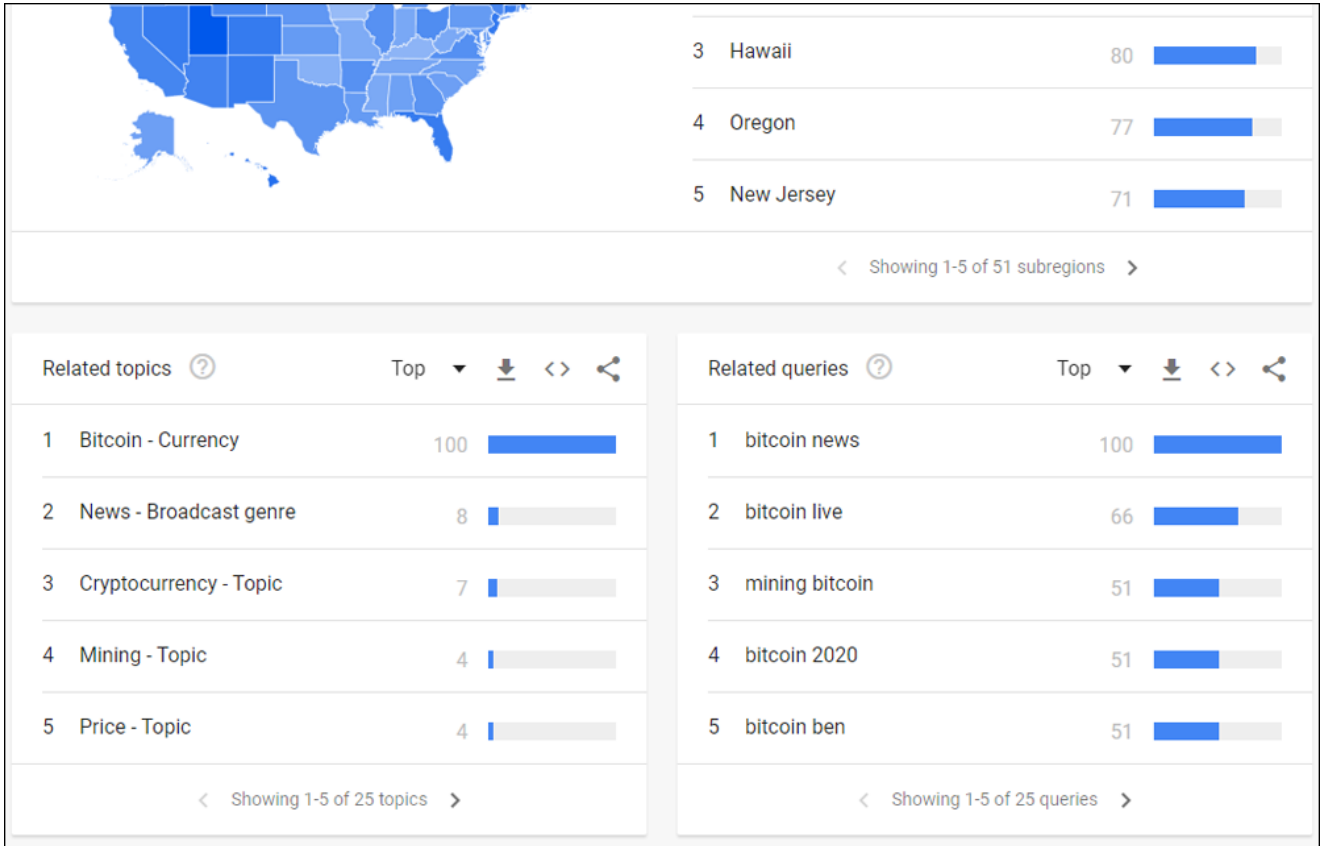 3 Hawaii 80
4 Oregon 77
5 New Jersey 71
Showing 1-5 of 51 subregions
Related topics ? Top
1 Bitcoin - Currency 100
2 News - Broadcast genre 8
3 Cryptocurrency - Topic 7
4 Mining - Topic 4
5 Price - Topic 4
Showing 1-5 of 25 topics
Related queries ? Top
1 bitcoin news 100
2 bitcoin live 66
3 mining bitcoin 51
4 bitcoin 2020 51
5 bitcoin ben 51
Showing 1-5 of 25 queries